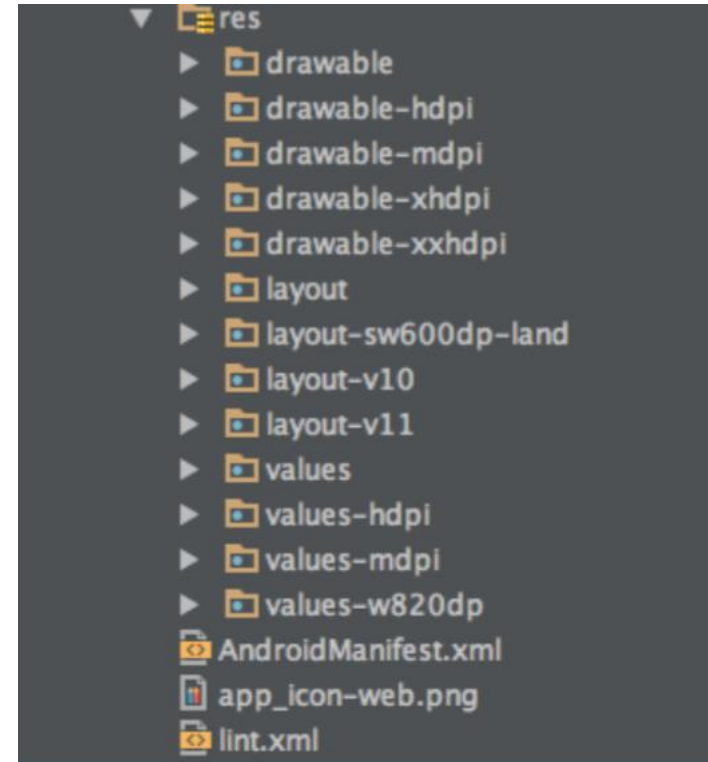 res
drawable
drawable-hdpi
drawable-mdpi
drawable-xhdpi
drawable-xxhdpi
layout
layout-sw600dp-land
layout-v10
layout-v11
values
values-hdpi
values-mdpi
values-w820dp
AndroidManifest.xml
app_icon-web.png
lint.xml